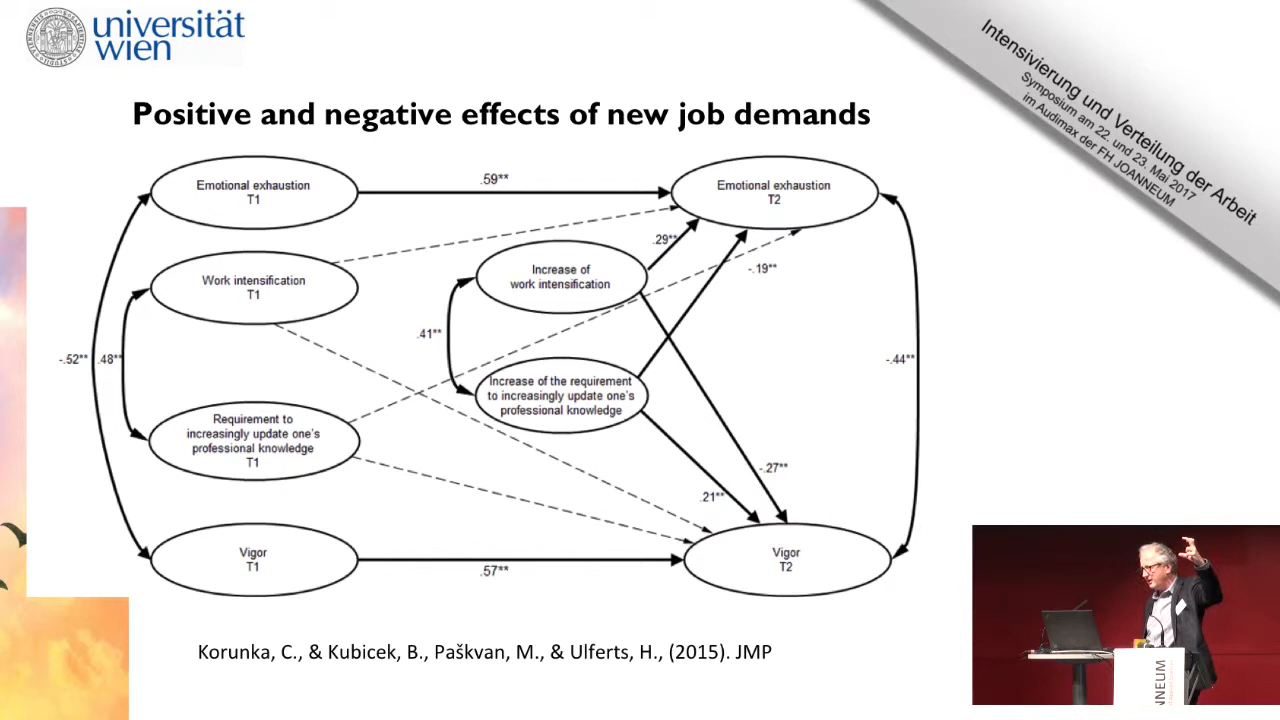 universität
wien
Intensivierung und Verteilung der Arbeit
Symposium am 22. und 23. Mai 2017
im Audimax der FH JOANNEUM
Positive and negative effects of new job demands
Emotional exhaustion
T1
.59**
Emotional exhaustion
T2
Work intensification
T1
Increase of
work intensification
.29**
-.19**
-.52**
.48**
.41**
-.44**
Increase of the requirement
to increasingly update one's
professional knowledge
Requirement to
increasingly update one's
professional knowledge
T1
-.27**
.21**
Vigor
T1
.57**
Vigor
T2
Korunka, C., & Kubicek, B., Paškvan, M., & Ulferts, H., (2015). JMP
NNEUM